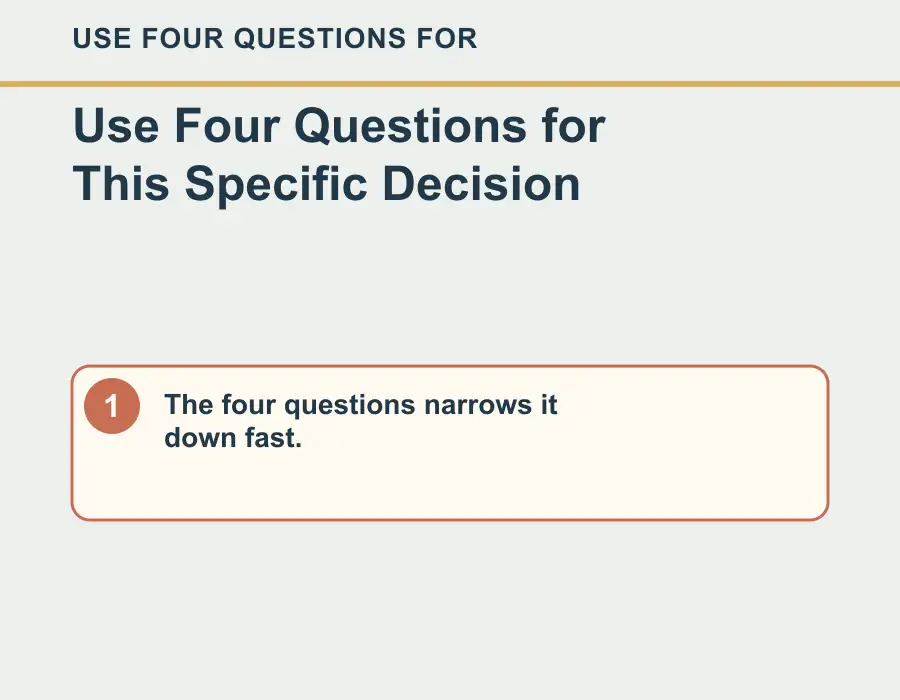 USE FOUR QUESTIONS FOR
Use Four Questions for
This Specific Decision
1
The four questions narrows it
down fast.